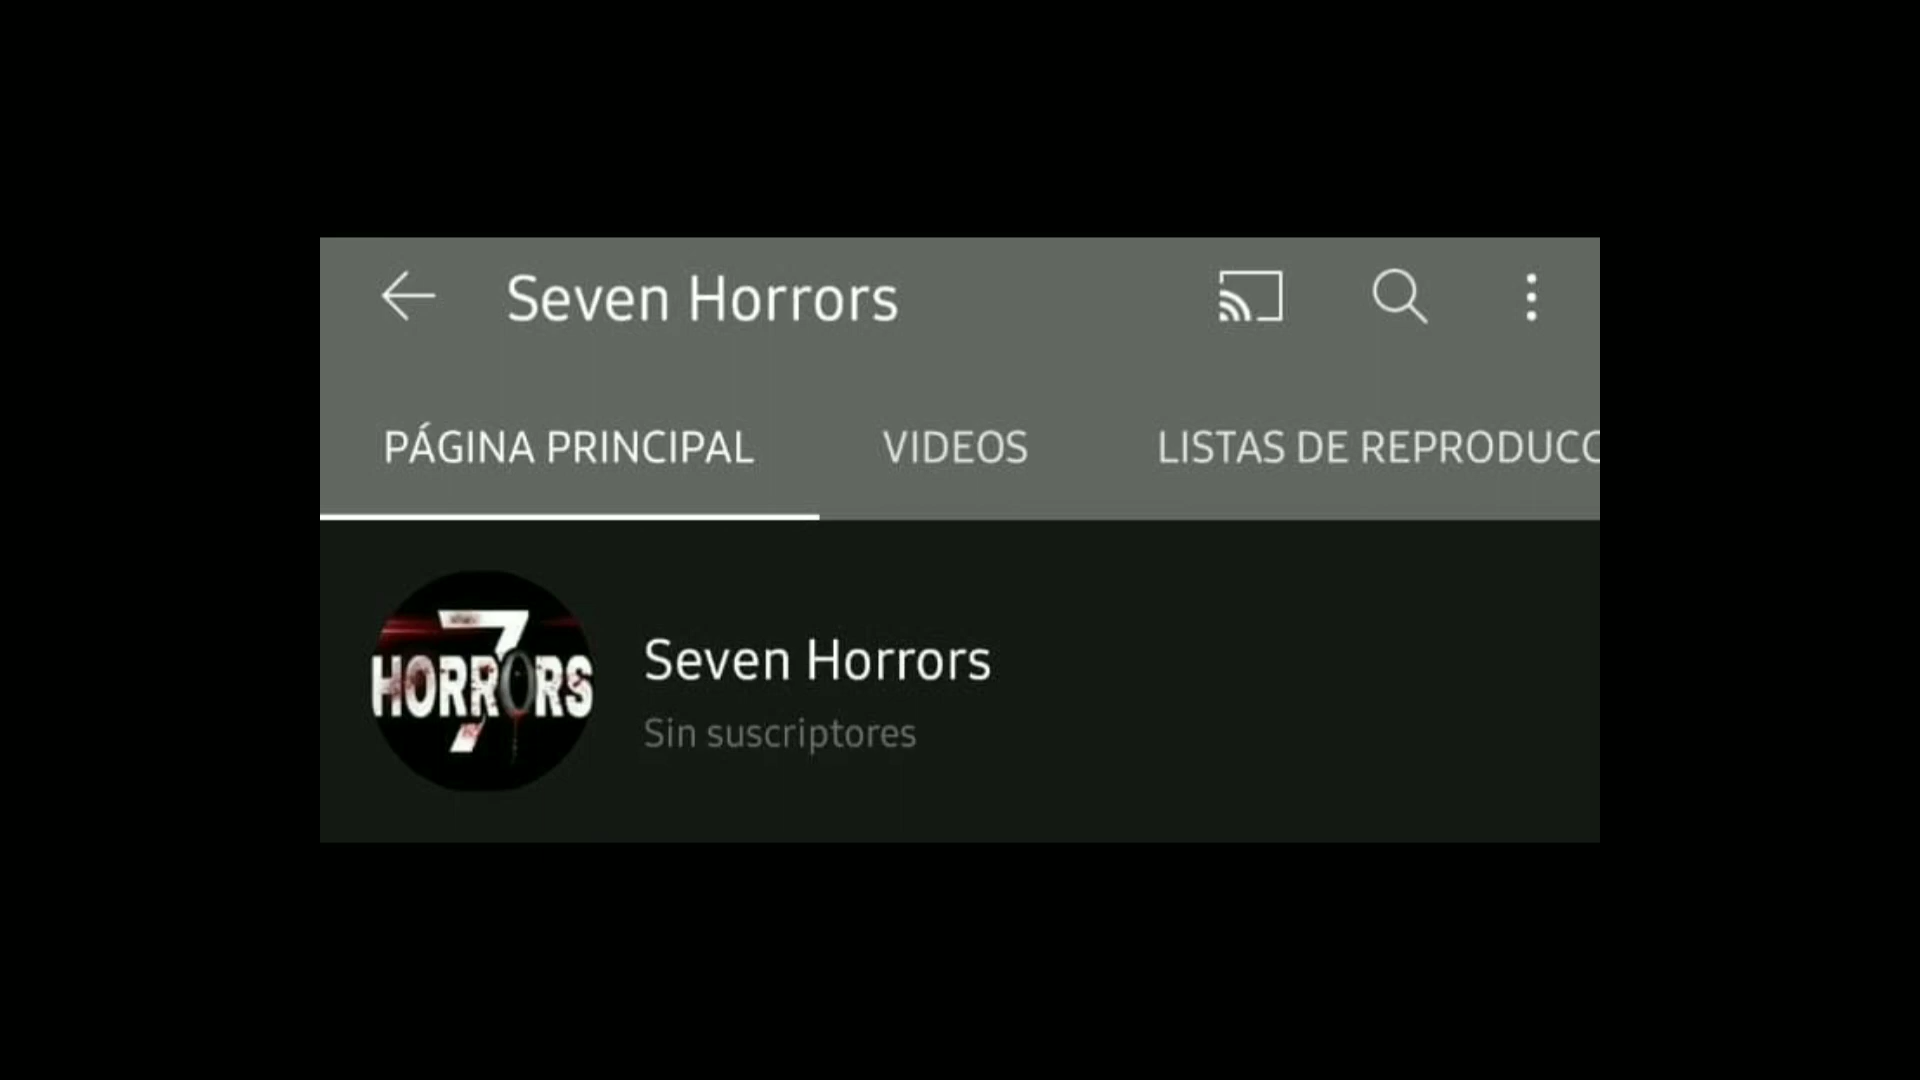 Seven Horrors
PÁGINA PRINCIPAL VIDEOS LISTAS DE REPRODUCC
7
HORRORS
Seven Horrors
Sin suscriptores